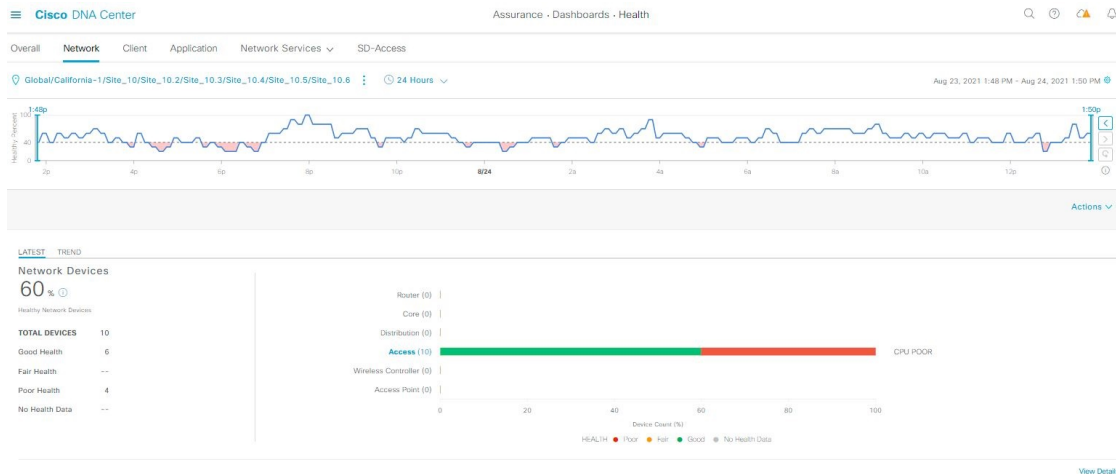 Cisco DNA Center
Assurance • Dashboards • Health
Overall Network Client Application Network Services SD-Access
Global/California-1/Site_10/Site_10.2/Site_10.3/Site_10.4/Site_10.5/Site_10.6 24 Hours
Aug 23, 2021 1:48 PM - Aug 24, 2021 1:50 PM
1:48p 1:50p
Healthy Percent
100
40
0
2p 4p 6p 8p 10p 8/24 2a 4a 6a 8a 10a 12p
Actions
LATEST TREND
Network Devices
60 %
Healthy Network Devices
TOTAL DEVICES 10
Good Health 6
Fair Health --
Poor Health 4
No Health Data --
Router (0)
Core (0)
Distribution (0)
Access (10) CPU POOR
Wireless Controller (0)
Access Point (0)
0 20 40 60 80 100
Device Count (%)
HEALTH Poor Fair Good No Health Data
View Detail